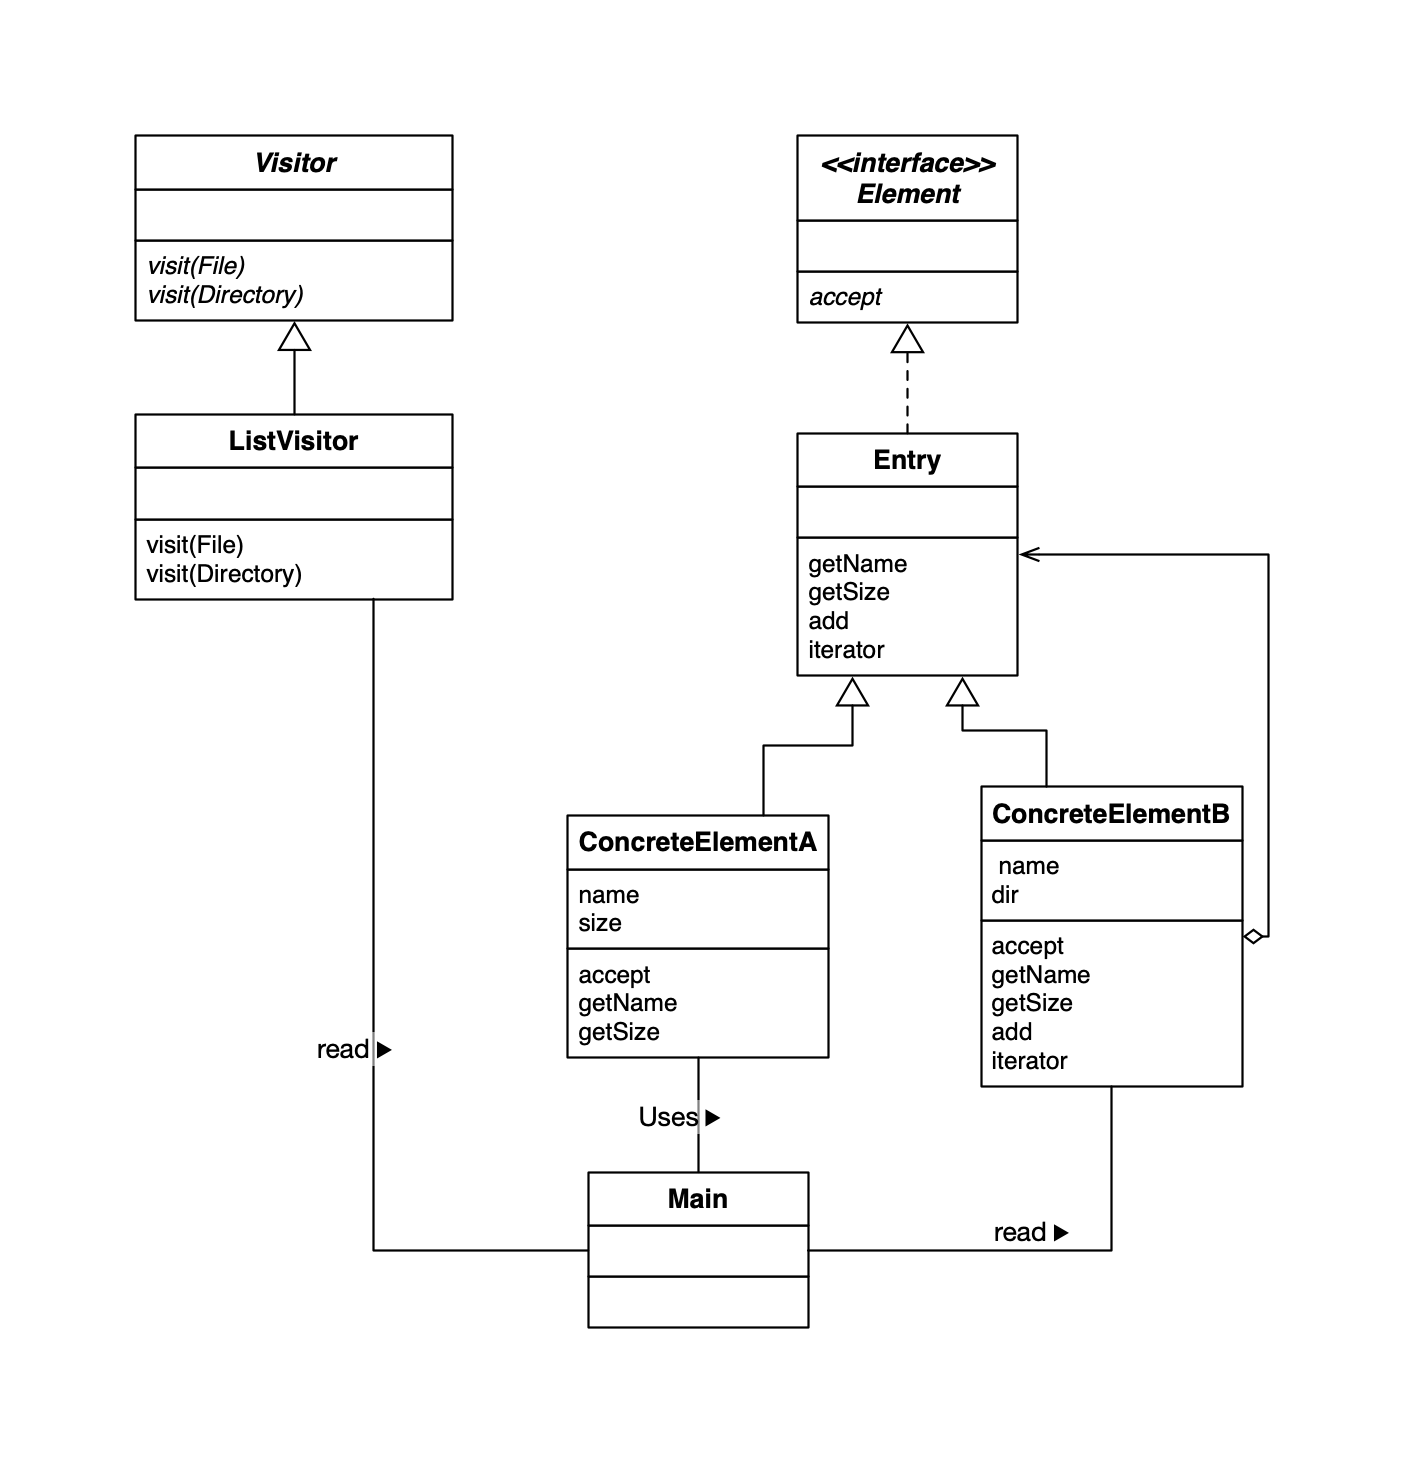 Visitor
visit(File)
visit(Directory)
<<interface>>
Element
accept
ListVisitor
visit(File)
visit(Directory)
Entry
getName
getSize
add
iterator
ConcreteElementA
name
size
accept
getName
getSize
ConcreteElementB
name
dir
accept
getName
getSize
add
iterator
read ▶
Uses ▶
Main
read ▶